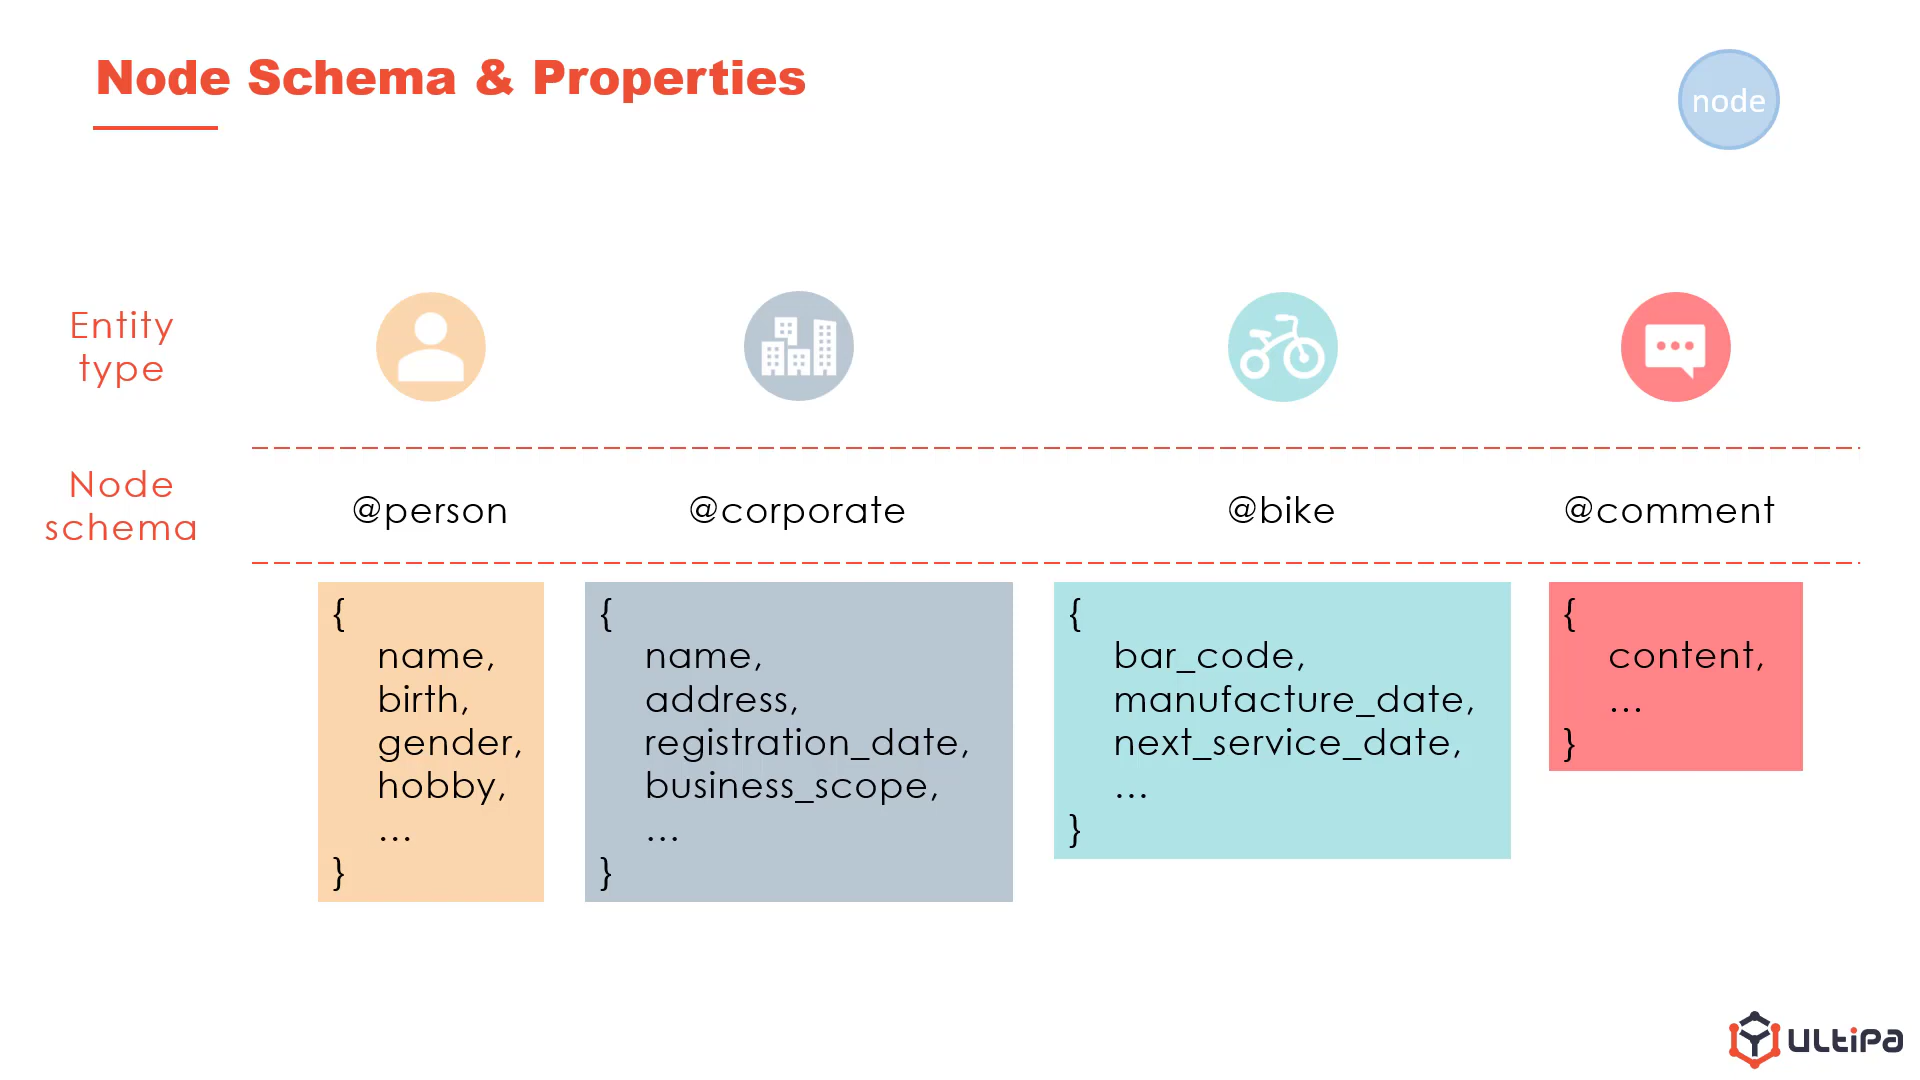 Node Schema & Properties
node
Entity
type
Node
schema
@person
@corporate
@bike
@comment
{
name,
birth,
gender,
hobby,
...
}
{
name,
address,
registration_date,
business_scope,
...
}
{
bar_code,
manufacture_date,
next_service_date,
...
}
{
content,
...
}
ULTiPa